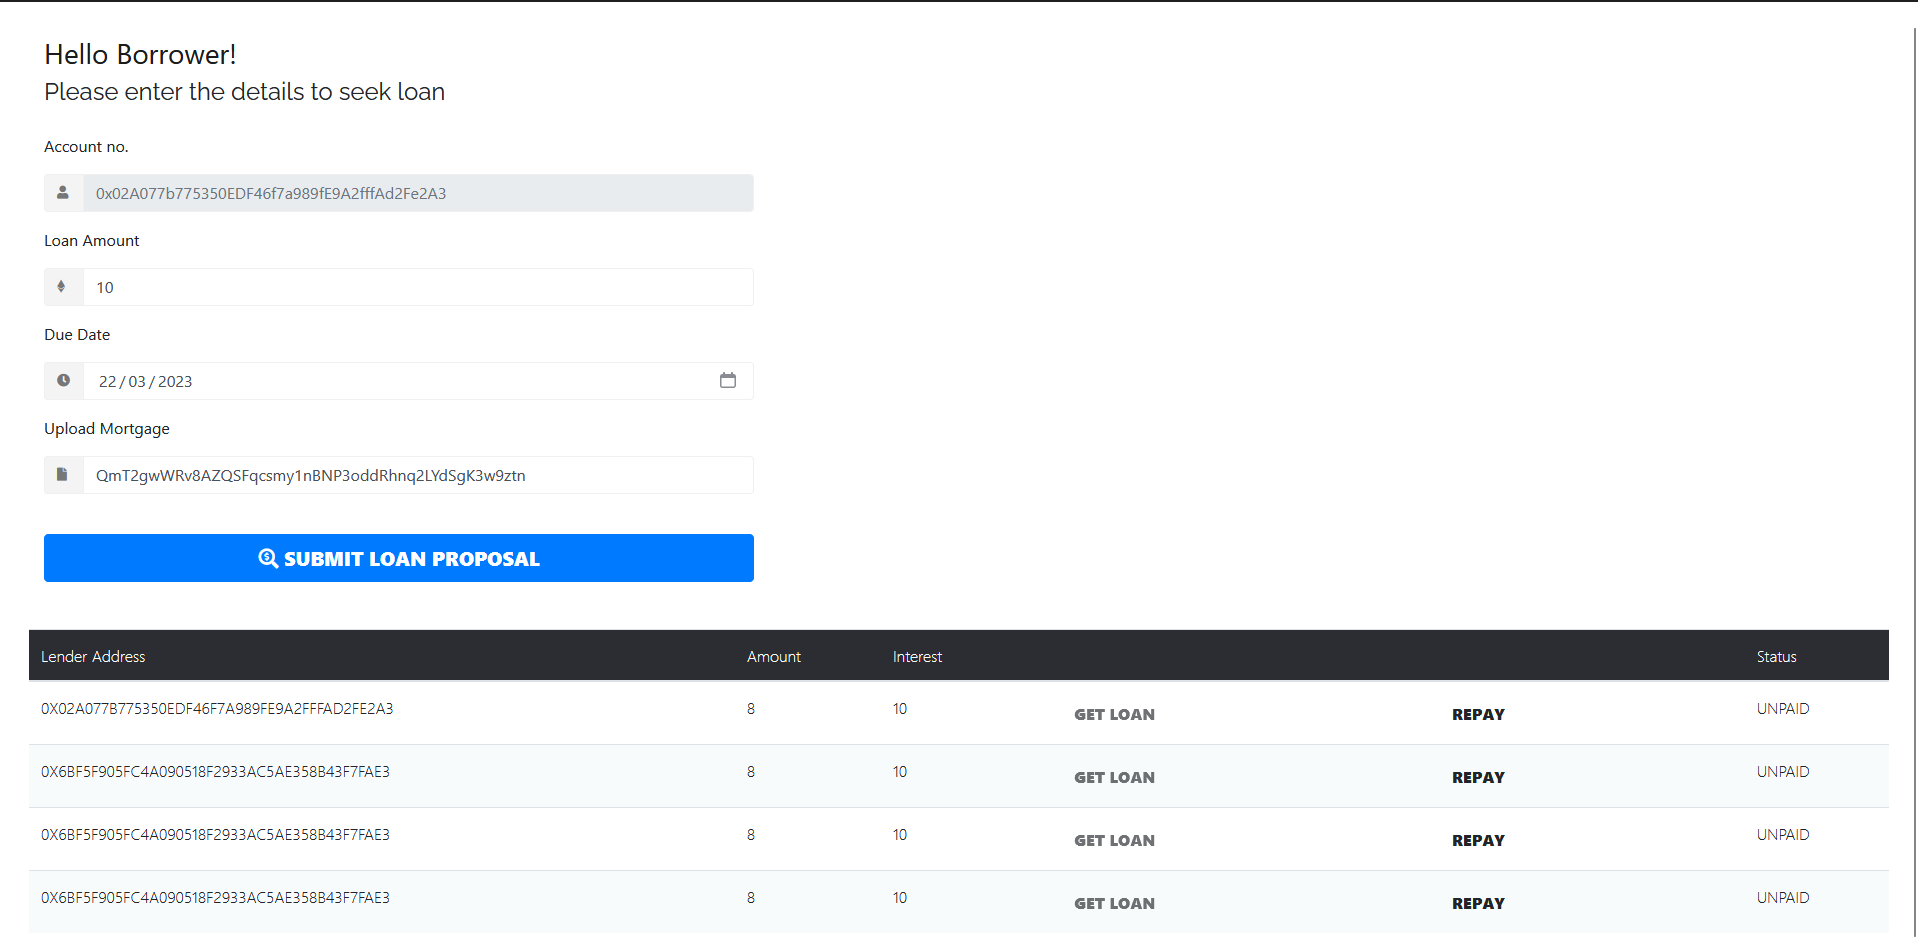 Hello Borrower!
Please enter the details to seek loan
Account no.
0x02A077b775350EDF46f7a989fE9A2fffAd2Fe2A3
Loan Amount
10
Due Date
22/03/2023
Upload Mortgage
QmT2gwWRv8AZQSFqcsmy1nBNP3oddRhnq2LYdSgK3w9ztn
SUBMIT LOAN PROPOSAL
Lender Address Amount Interest Status
0X02A077B775350EDF46F7A989FE9A2FFFAD2FE2A3 8 10 GET LOAN REPAY UNPAID
0X6BF5F905FC4A090518F2933AC5AE358B43F7FAE3 8 10 GET LOAN REPAY UNPAID
0X6BF5F905FC4A090518F2933AC5AE358B43F7FAE3 8 10 GET LOAN REPAY UNPAID
0X6BF5F905FC4A090518F2933AC5AE358B43F7FAE3 8 10 GET LOAN REPAY UNPAID